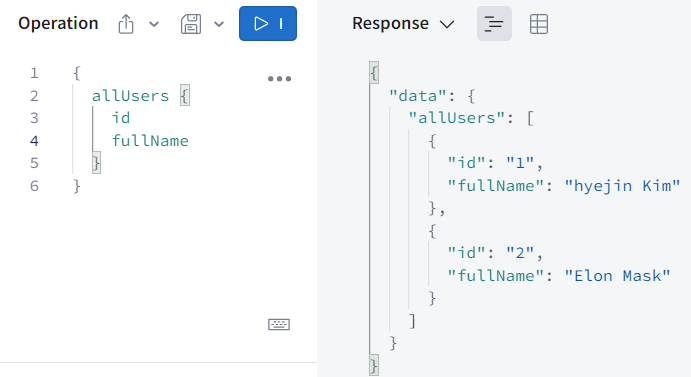 Operation
1 {
2 allUsers {
3 id
4 fullName
5 }
6 }
Response
{
"data": {
"allUsers": [
{
"id": "1",
"fullName": "hyejin Kim"
},
{
"id": "2",
"fullName": "Elon Mask"
}
]
}
}